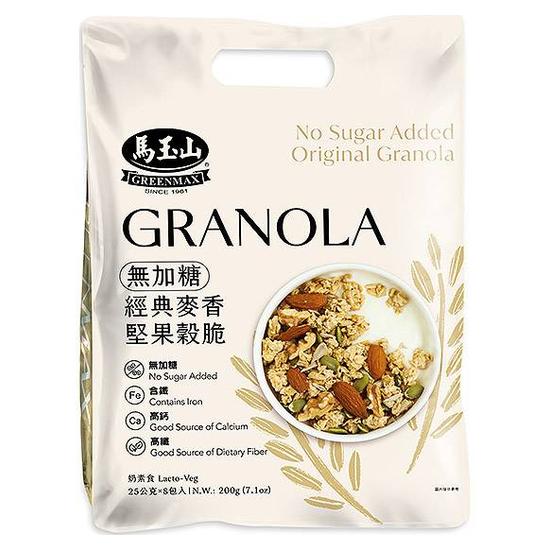 馬玉山
GREENMAX
SINCE 1961
No Sugar Added
Original Granola
GRANOLA
無加糖
經典麥香
堅果穀脆
無加糖
No Sugar Added
Fe
含鐵
Contains Iron
Ca
高鈣
Good Source of Calcium
高纖
Good Source of Dietary Fiber
奶素食 Lacto-Veg
25公克×8包入 | N.W.: 200g (7.1oz)